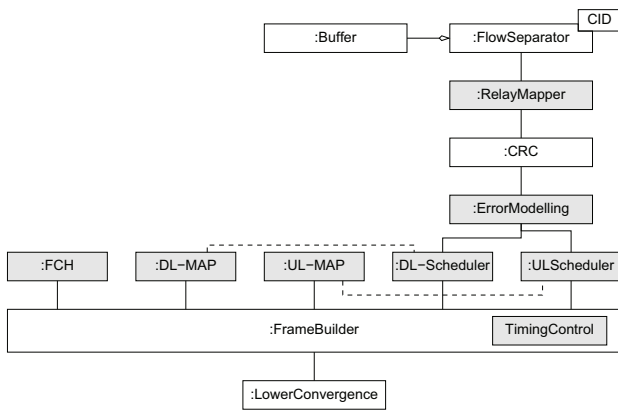 CID
:Buffer
:FlowSeparator
:RelayMapper
:CRC
:ErrorModelling
:FCH
:DL−MAP
:UL−MAP
:DL−Scheduler
:ULScheduler
:FrameBuilder
TimingControl
:LowerConvergence